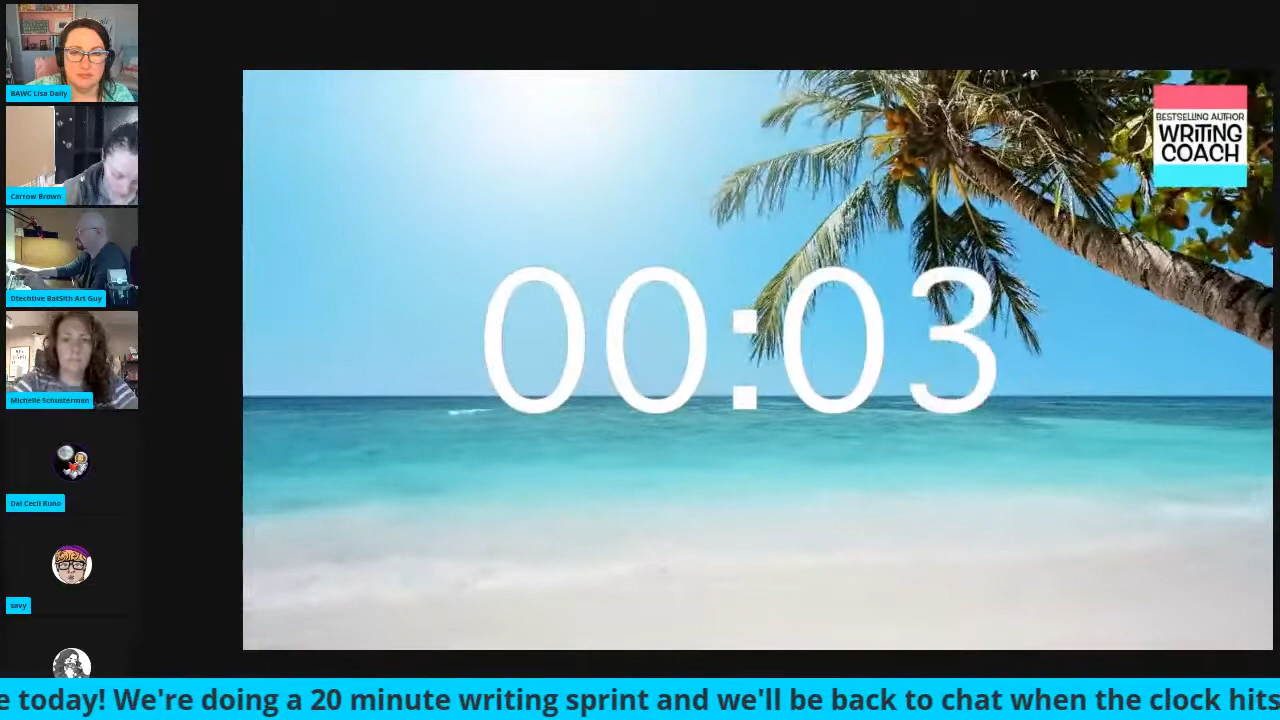 BAWC Lisa Daily
Carrow Brown
Dtechtive BatSith Art Guy
Michelle Schusterman
Dal Cecil Runo
savy
00:03
BESTSELLING AUTHOR
WRITING
COACH
e today! We're doing a 20 minute writing sprint and we'll be back to chat when the clock hits